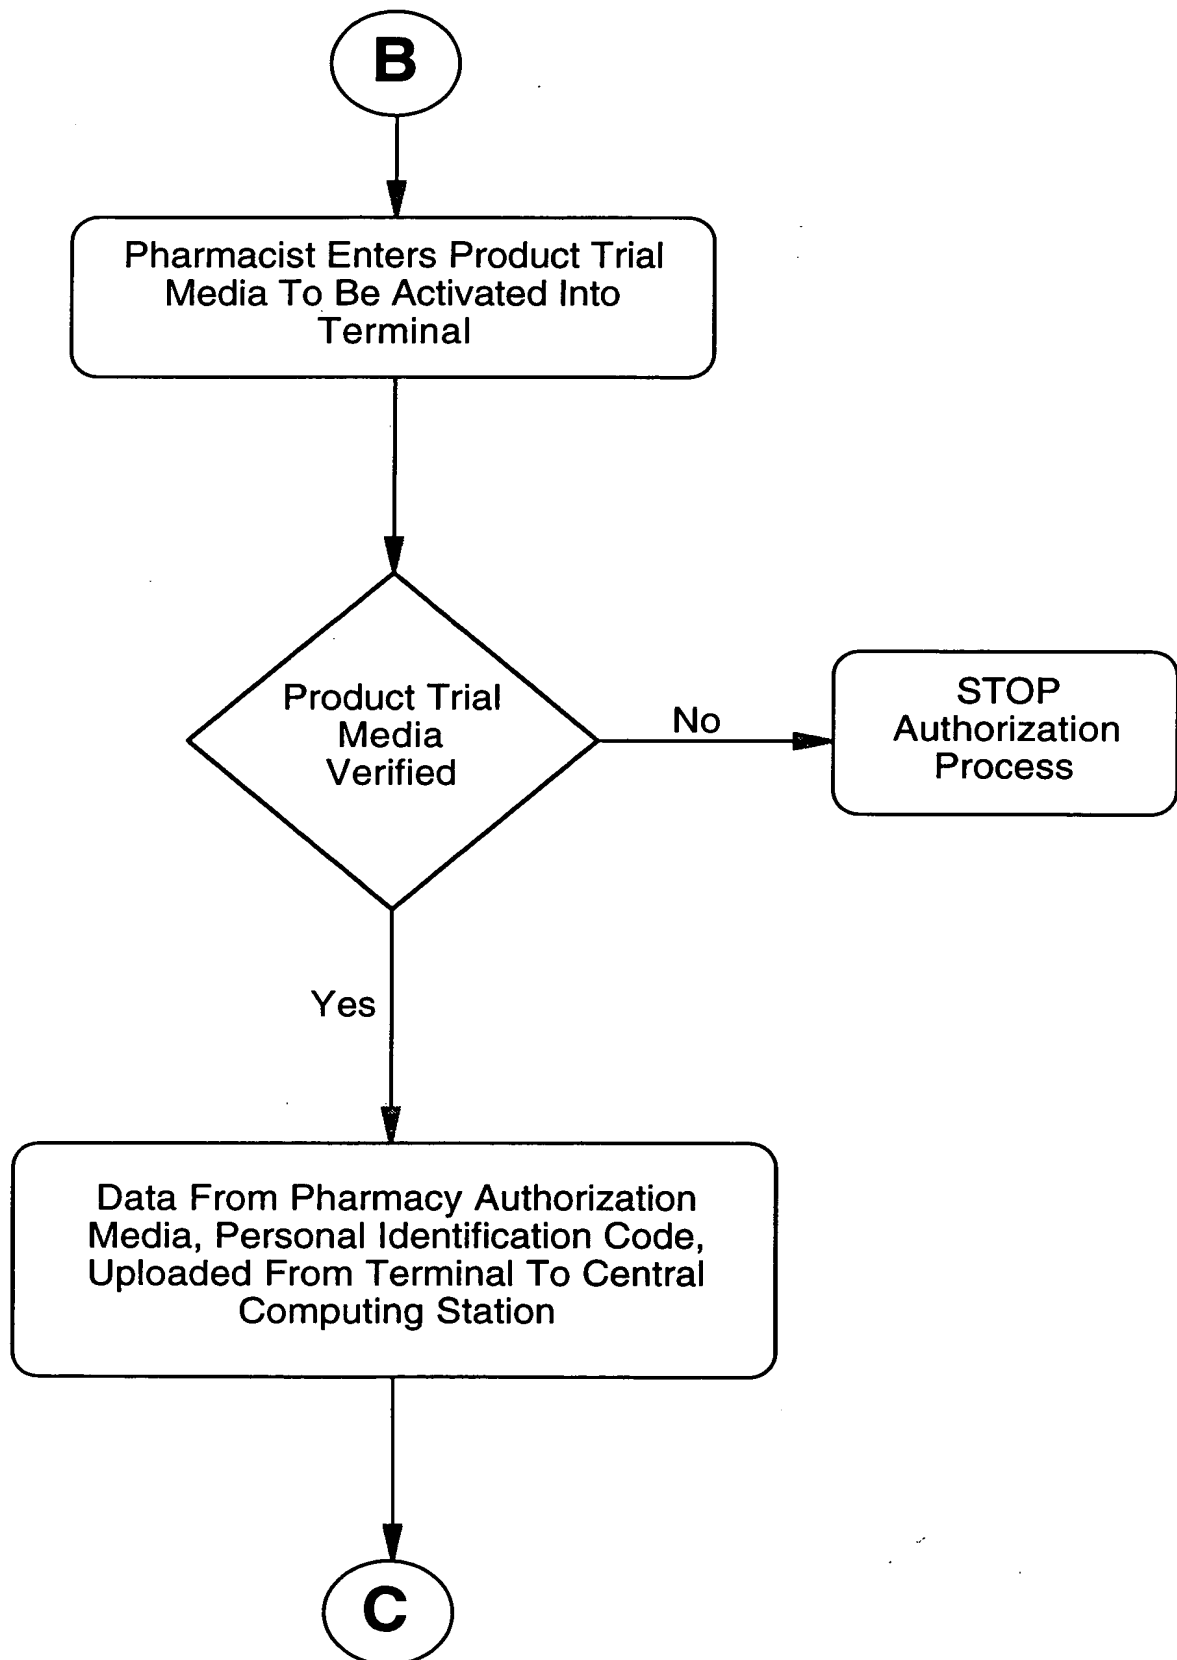 B
Pharmacist Enters Product Trial
Media To Be Activated Into
Terminal
Product Trial
Media
Verified
No
STOP
Authorization
Process
Yes
Data From Pharmacy Authorization
Media, Personal Identification Code,
Uploaded From Terminal To Central
Computing Station
C